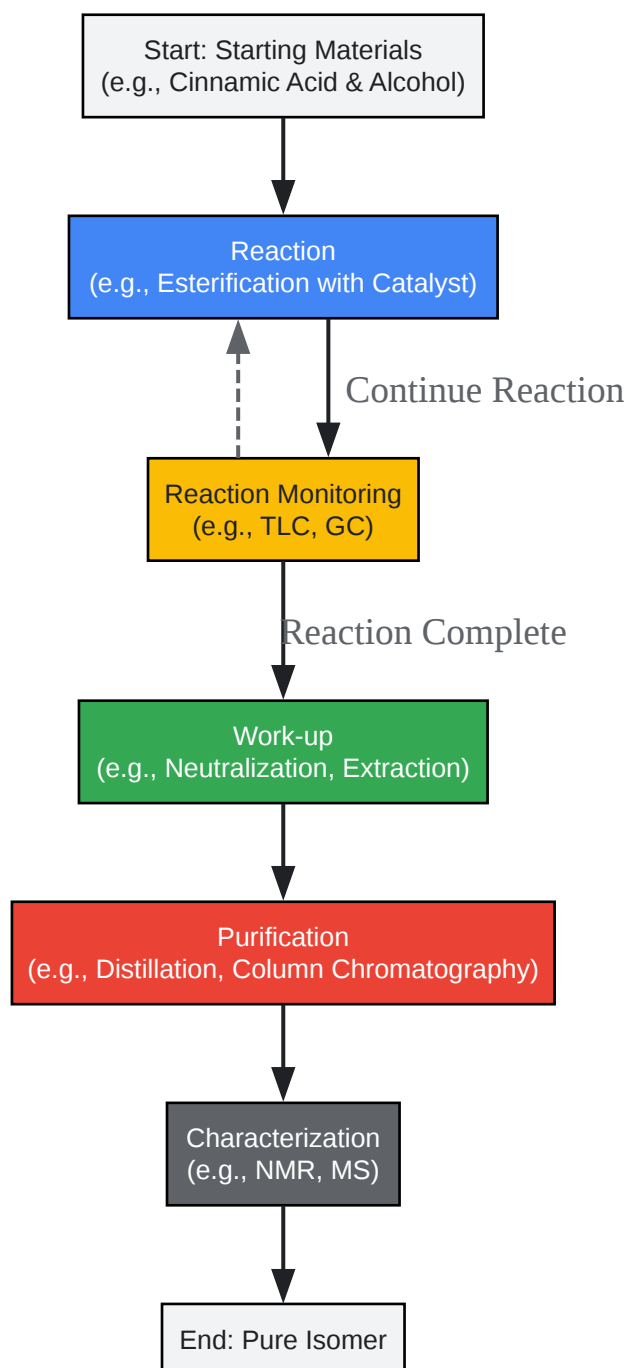 Start: Starting Materials
(e.g., Cinnamic Acid & Alcohol)
Reaction
(e.g., Esterification with Catalyst)
Continue Reaction
Reaction Monitoring
(e.g., TLC, GC)
Reaction Complete
Work-up
(e.g., Neutralization, Extraction)
Purification
(e.g., Distillation, Column Chromatography)
Characterization
(e.g., NMR, MS)
End: Pure Isomer